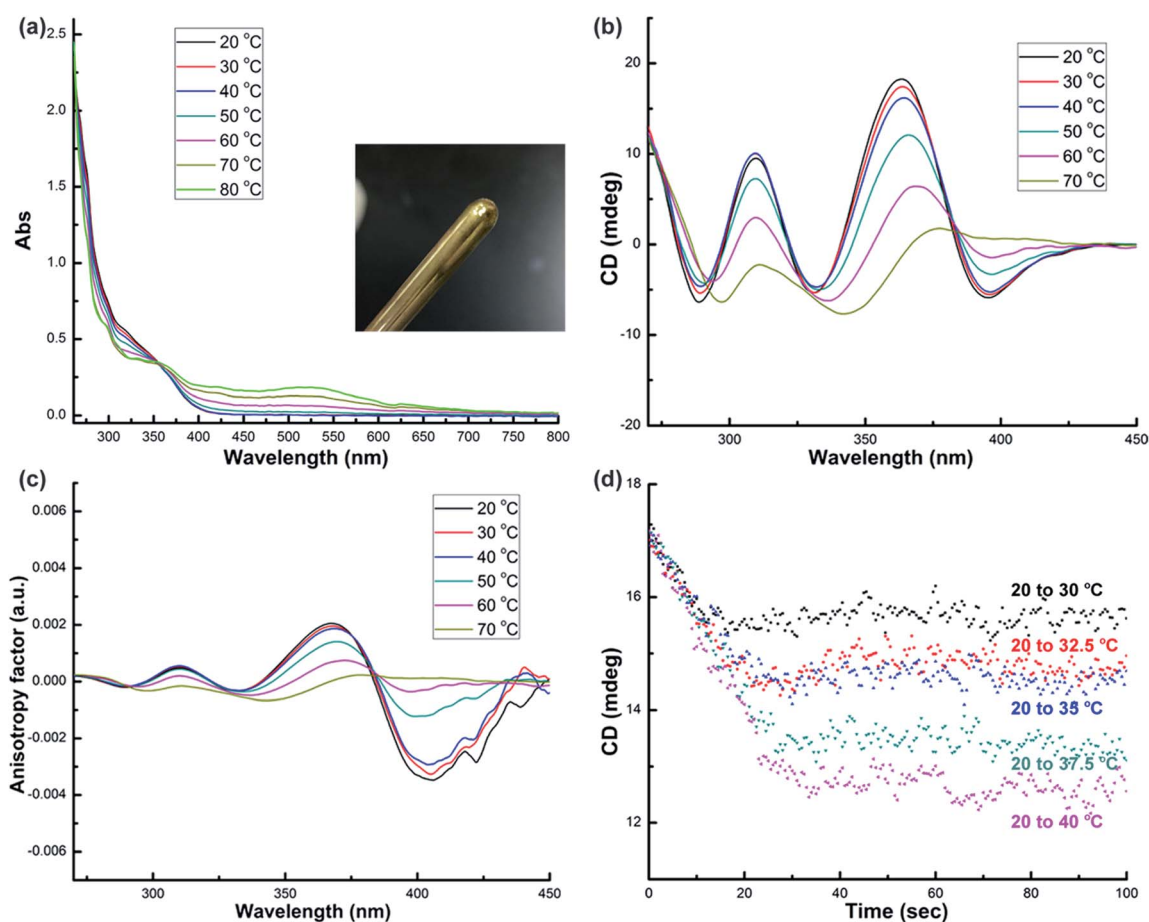 (a)
2.5
2.0
1.5
1.0
0.5
0.0
Abs
20 °C
30 °C
40 °C
50 °C
60 °C
70 °C
80 °C
300 350 400 450 500 550 600 650 700 750 800
Wavelength (nm)
(b)
20
10
0
-10
-20
CD (mdeg)
20 °C
30 °C
40 °C
50 °C
60 °C
70 °C
300 350 400 450
Wavelength (nm)
(c)
0.006
0.004
0.002
0.000
-0.002
-0.004
-0.006
Anisotropy factor (a.u.)
20 °C
30 °C
40 °C
50 °C
60 °C
70 °C
300 350 400 450
Wavelength (nm)
(d)
18
16
14
12
CD (mdeg)
20 to 30 °C
20 to 32.5 °C
20 to 35 °C
20 to 37.5 °C
20 to 40 °C
0 20 40 60 80 100
Time (sec)